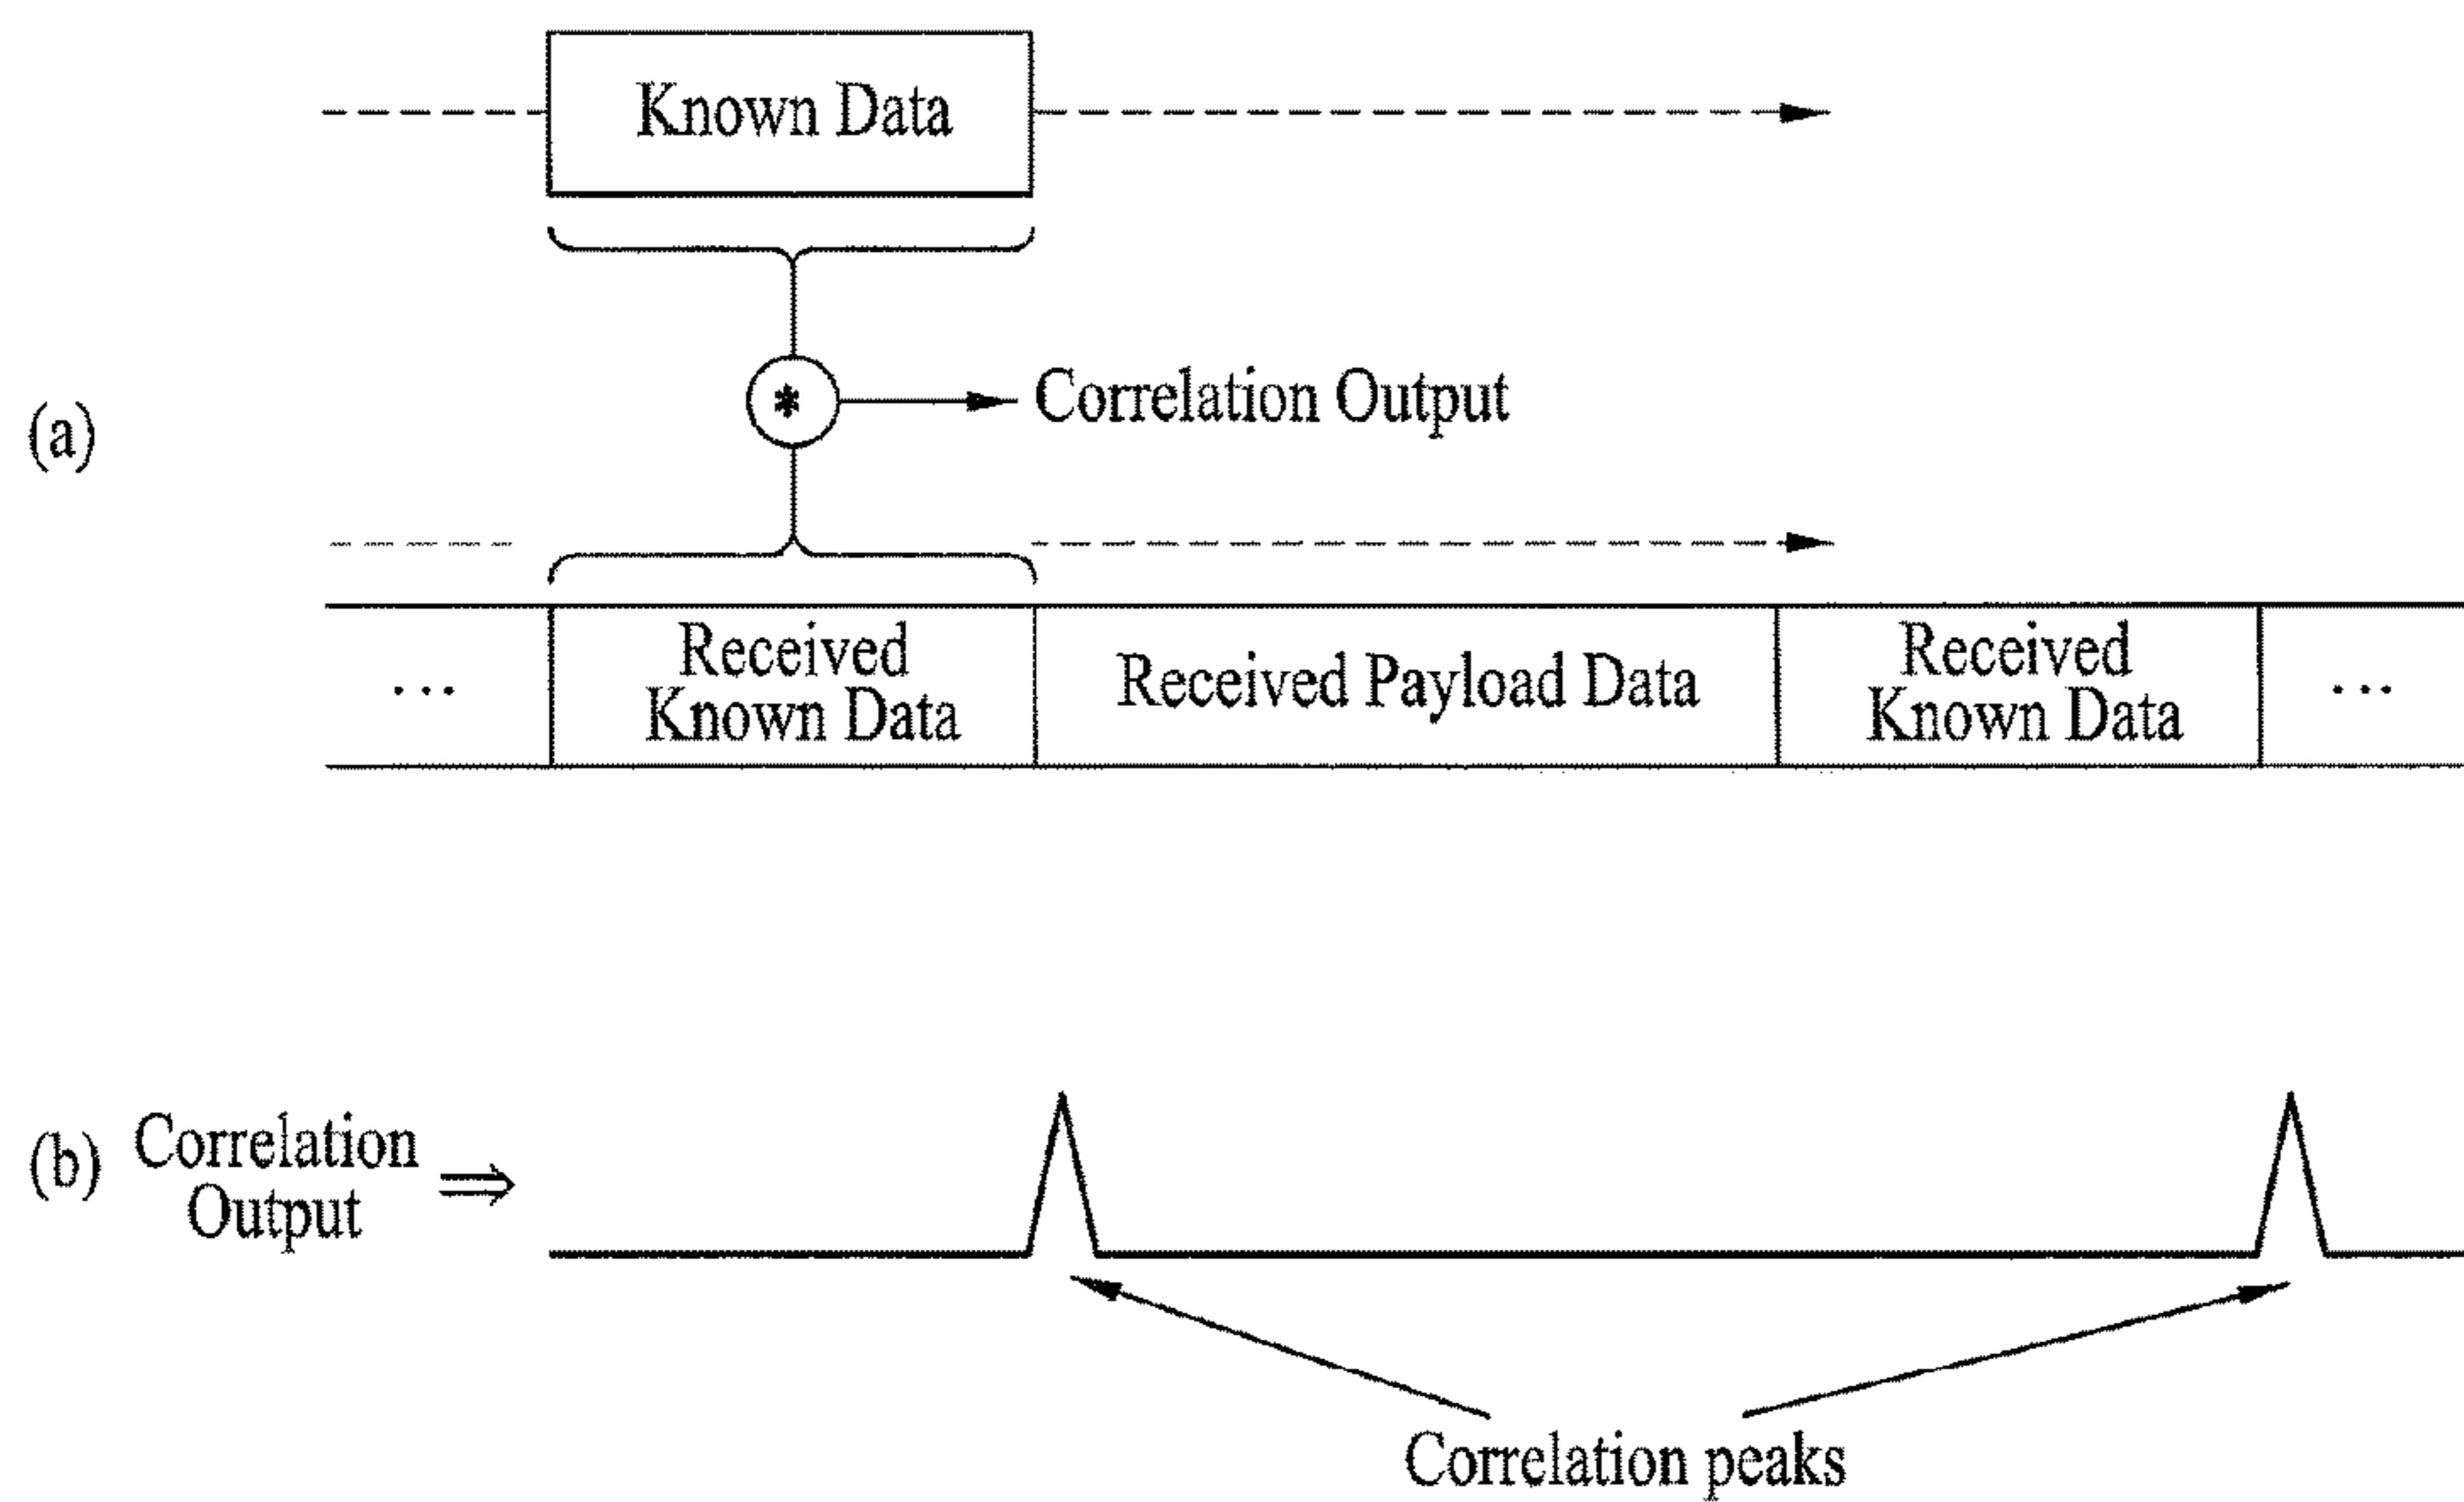 Known Data
*
Correlation Output
(a)
... Received
Known Data
Received Payload Data
Received
Known Data
...
(b) Correlation
Output
⇒
Correlation peaks